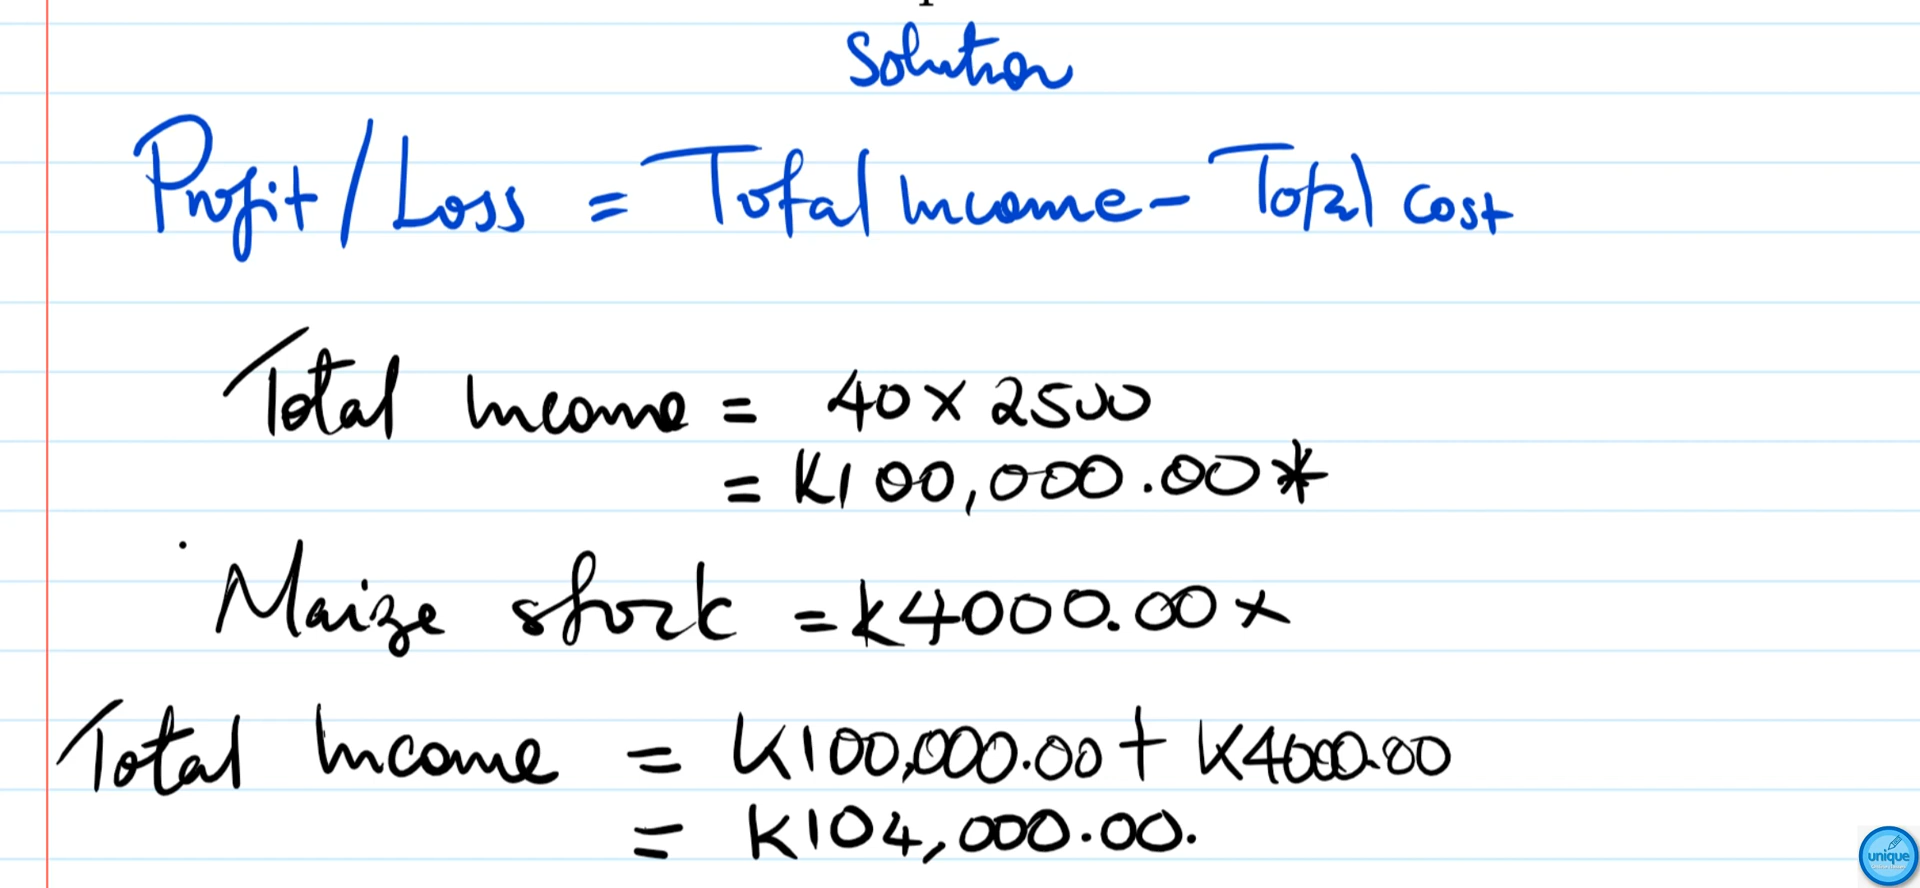 Solution
Profit/Loss = Total Income - Total cost
Total Income = 40 x 2500
= K100,000.00*
Maize stock = K4000.00 x
Total Income = K100,000.00 + K4000.00
= K104,000.00.
unique